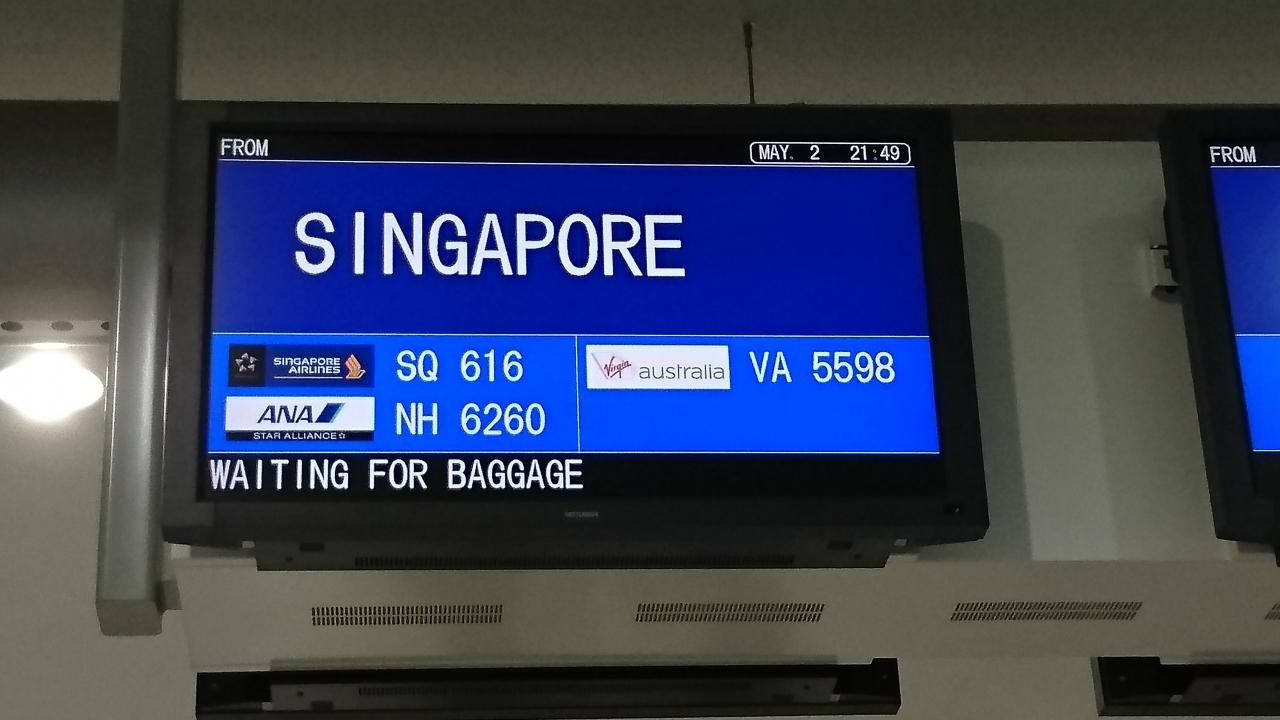 FROM
MAY. 2 21:49
SINGAPORE
SINGAPORE AIRLINES
SQ 616
ANA
STAR ALLIANCE
NH 6260
Virgin australia
VA 5598
WAITING FOR BAGGAGE
MITSUBISHI
FROM